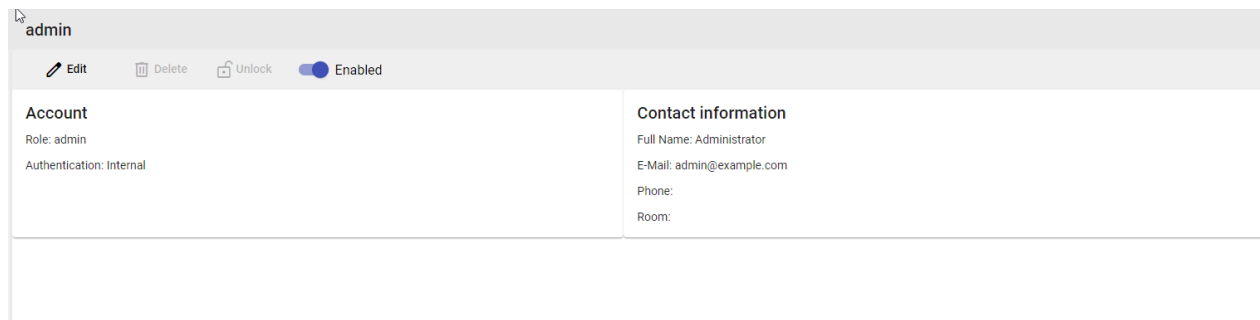 admin
Edit Delete Unlock Enabled
Account
Role: admin
Authentication: Internal
Contact information
Full Name: Administrator
E-Mail: admin@example.com
Phone:
Room: